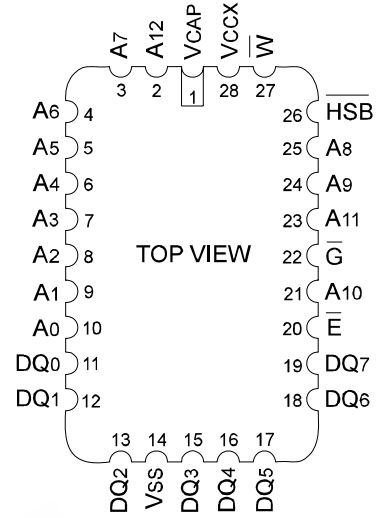 A7 A12 VCAP VCCX W̅
3 2 1 28 27
A6 4 26 H̅S̅B̅
A5 5 25 A8
A4 6 24 A9
A3 7 23 A11
A2 8 TOP VIEW 22 G̅
A1 9 21 A10
A0 10 20 E̅
DQ0 11 19 DQ7
DQ1 12 18 DQ6
13 14 15 16 17
DQ2 VSS DQ3 DQ4 DQ5